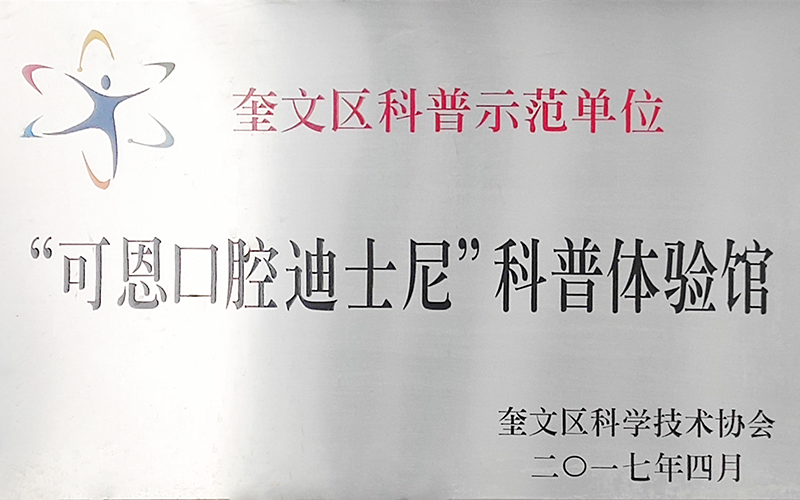 奎文区科普示范单位
“可恩口腔迪士尼”科普体验馆
奎文区科学技术协会
二〇一七年四月